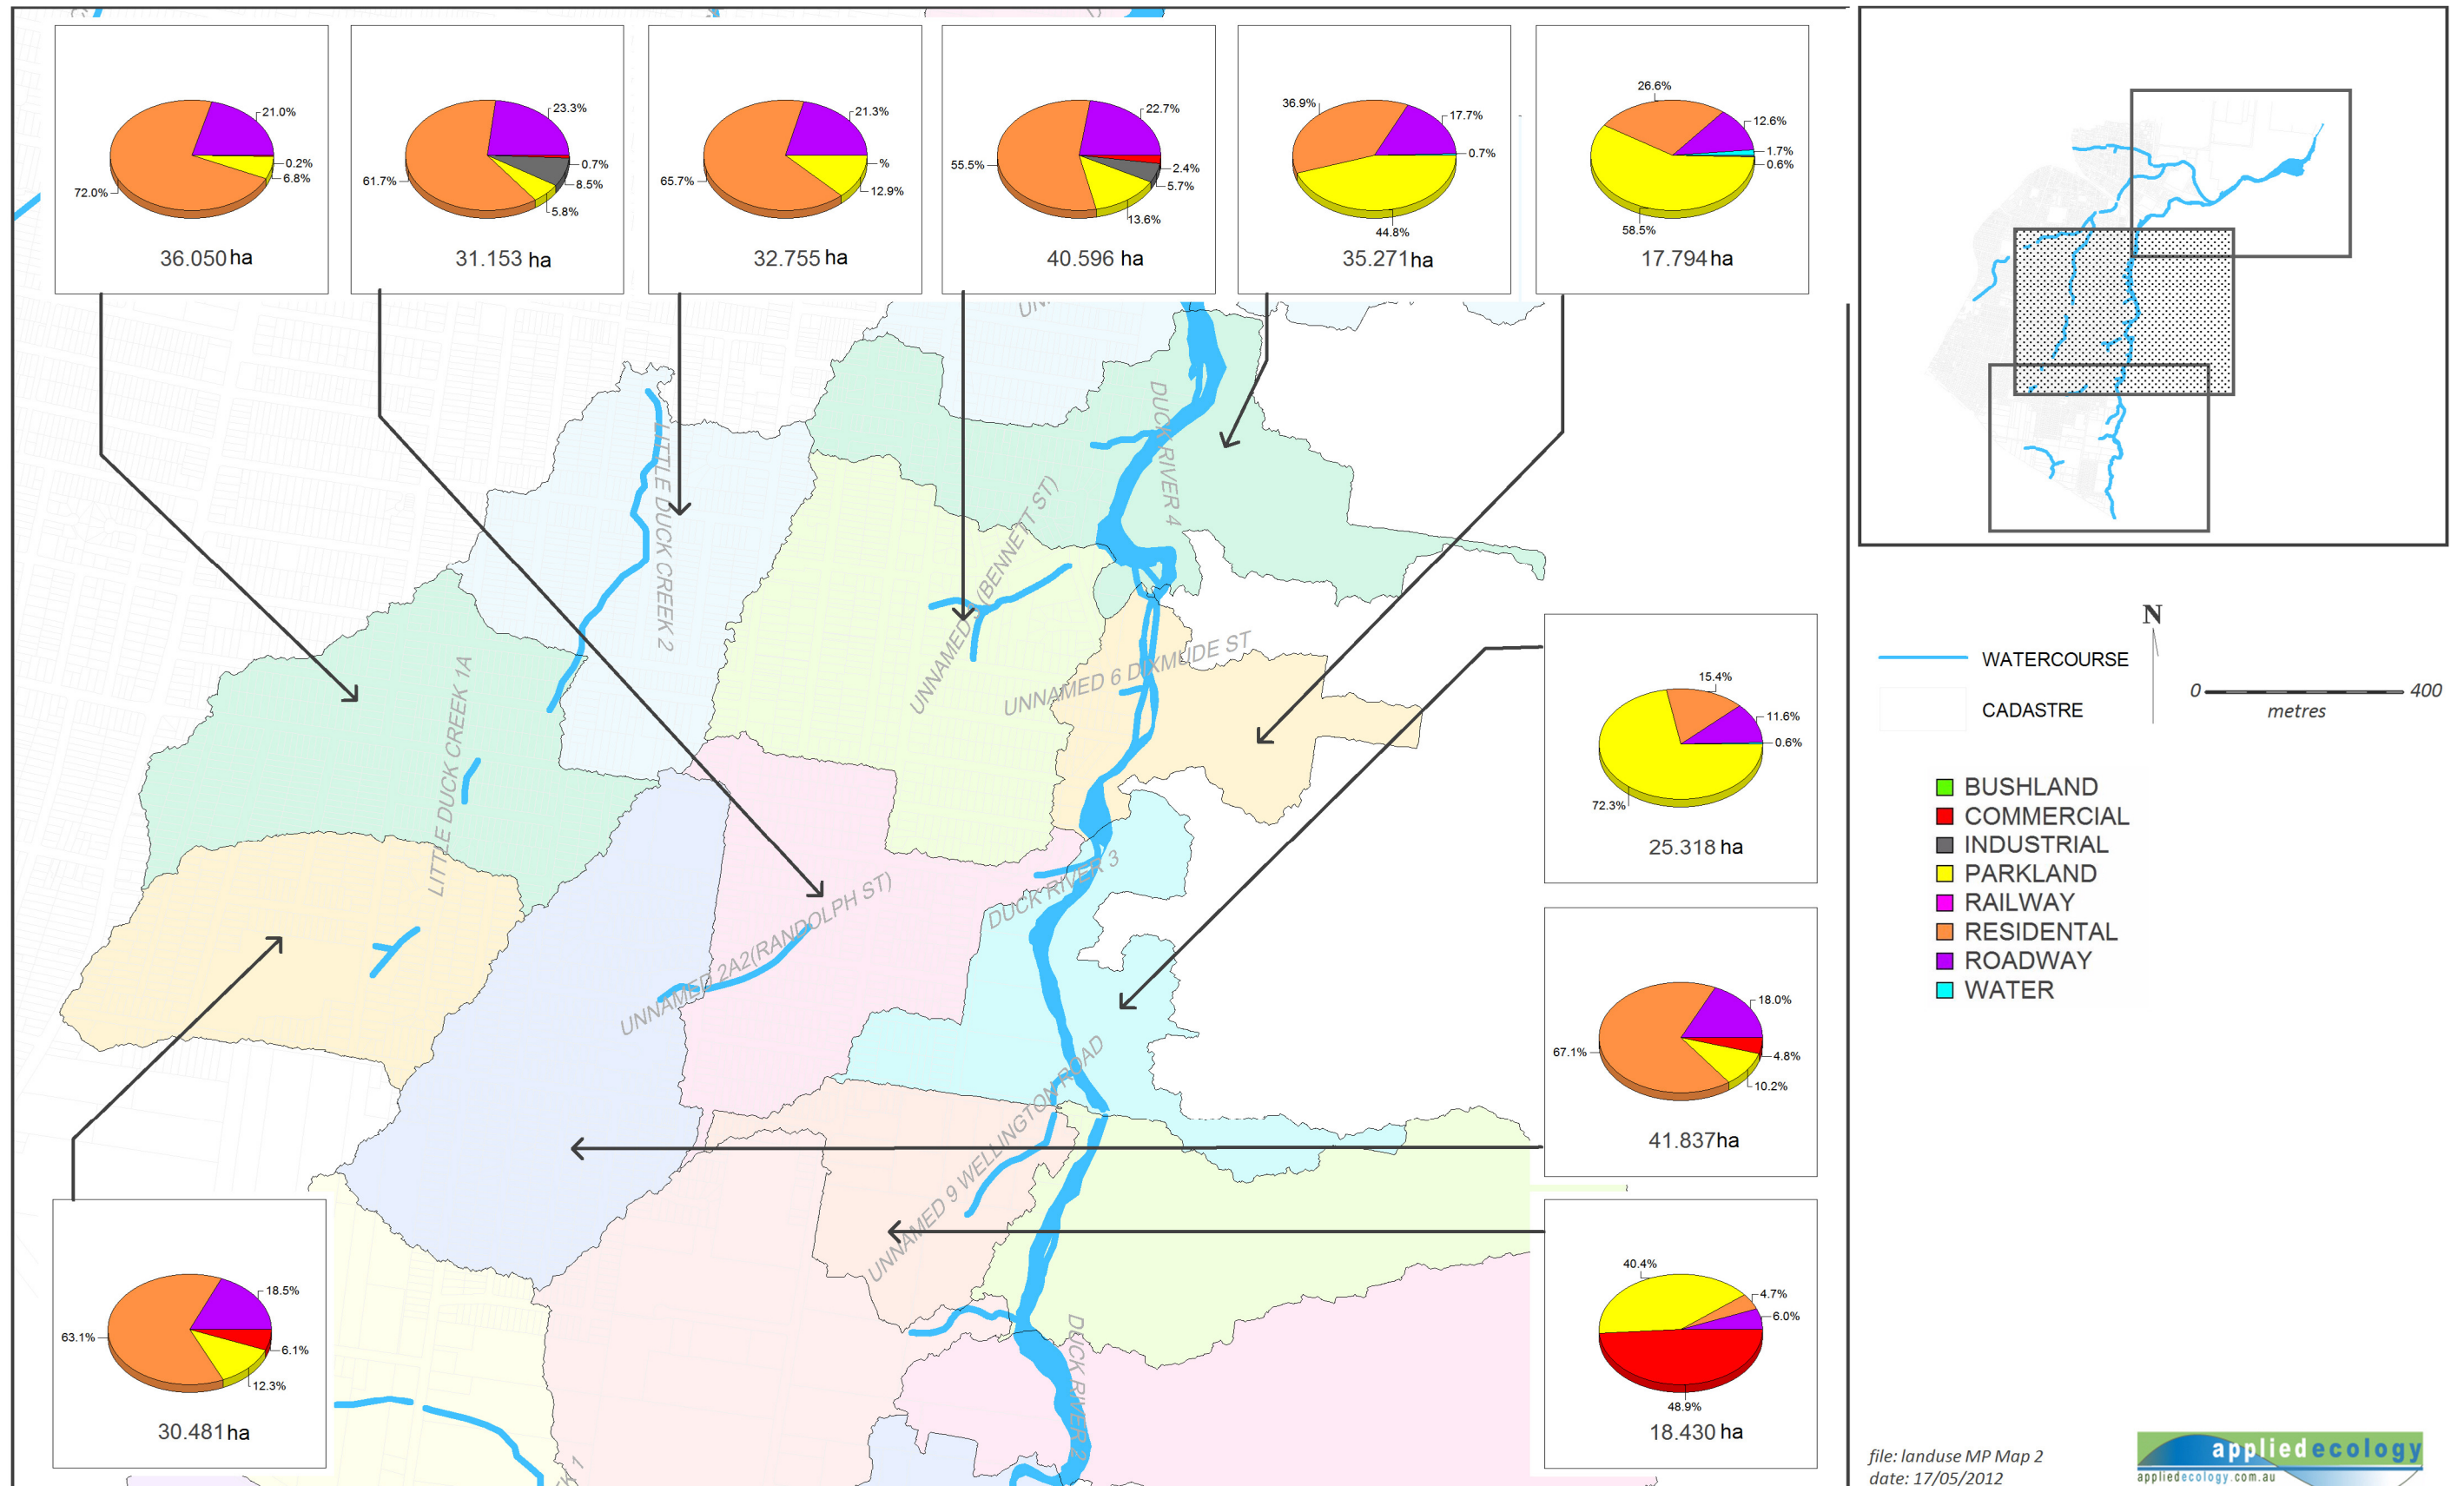 21.0%
0.2%
6.8%
72.0%
36.050 ha
23.3%
0.7%
8.5%
5.8%
61.7%
31.153 ha
21.3%
%
12.9%
65.7%
32.755 ha
22.7%
2.4%
5.7%
13.6%
55.5%
40.596 ha
36.9%
17.7%
0.7%
44.8%
35.271 ha
26.6%
12.6%
1.7%
0.6%
58.5%
17.794 ha
LITTLE DUCK CREEK 2
DUCK RIVER 4
(BENNETT ST)
UNNAMED 6 DIXMUDE ST
LITTLE DUCK CREEK 1A
DUCK RIVER 3
UNNAMED 2A2(RANDOLPH ST)
UNNAMED 9 WELLINGTON ROAD
DUCK RIVER 2
15.4%
11.6%
0.6%
72.3%
25.318 ha
18.0%
4.8%
10.2%
67.1%
41.837ha
40.4%
4.7%
6.0%
48.9%
18.430 ha
18.5%
6.1%
12.3%
63.1%
30.481ha
N
WATERCOURSE
CADASTRE
0 400
metres
BUSHLAND
COMMERCIAL
INDUSTRIAL
PARKLAND
RAILWAY
RESIDENTAL
ROADWAY
WATER
file: landuse MP Map 2
date: 17/05/2012
appliedecology
appliedecology.com.au